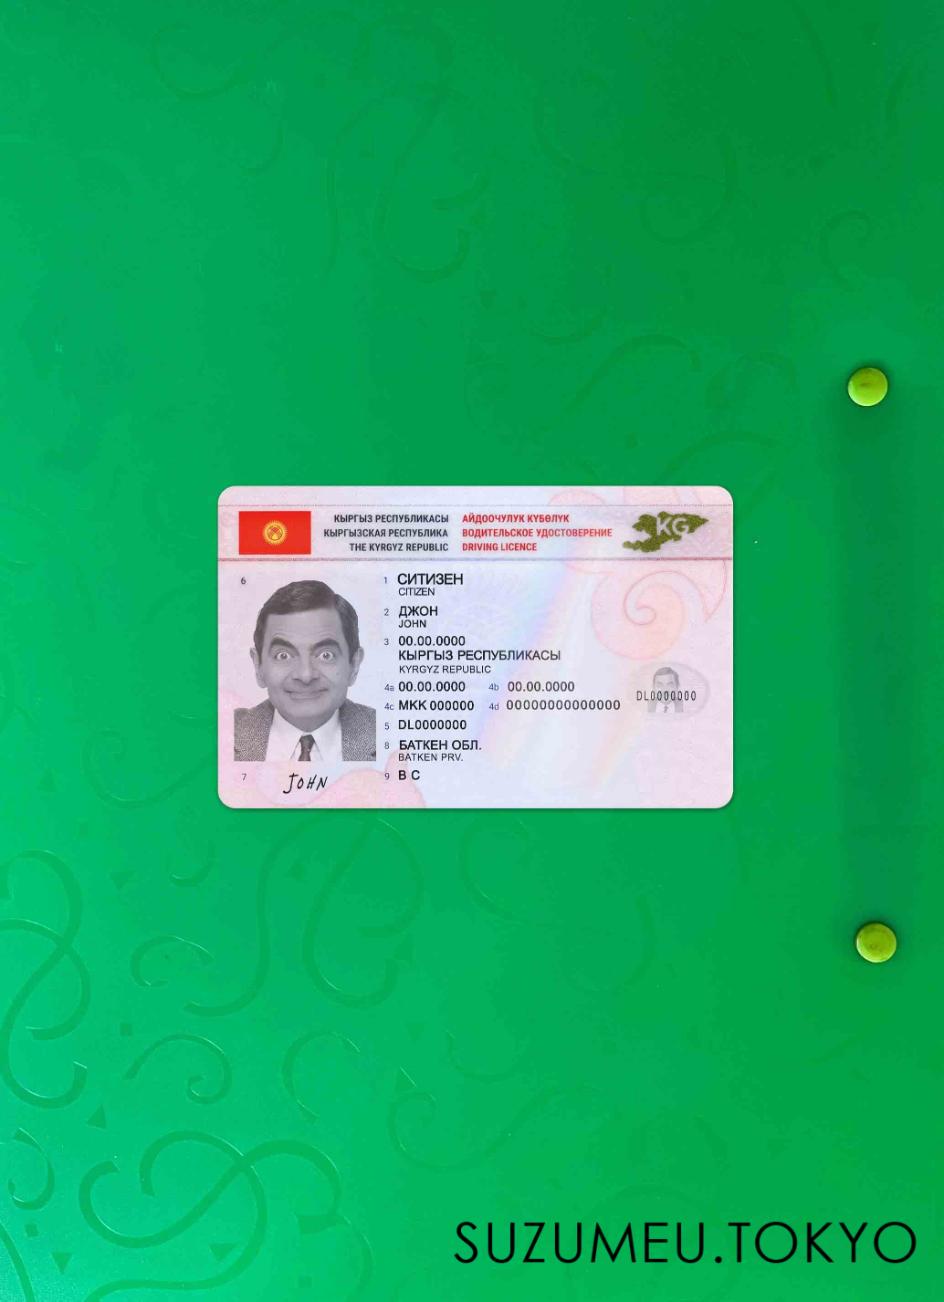 КЫРГЫЗ РЕСПУБЛИКАСЫ АЙДООЧУЛУК КҮБӨЛҮК
КЫРГЫЗСКАЯ РЕСПУБЛИКА ВОДИТЕЛЬСКОЕ УДОСТОВЕРЕНИЕ
THE KYRGYZ REPUBLIC DRIVING LICENCE
KG
6
1 СИТИЗЕН
CITIZEN
2 ДЖОН
JOHN
3 00.00.0000
КЫРГЫЗ РЕСПУБЛИКАСЫ
KYRGYZ REPUBLIC
4a 00.00.0000 4b 00.00.0000
4c МКК 000000 4d 00000000000000
DL0000000
5 DL0000000
8 БАТКЕН ОБЛ.
BATKEN PRV.
7 JOHN
9 B C
SUZUMEU.TOKYO